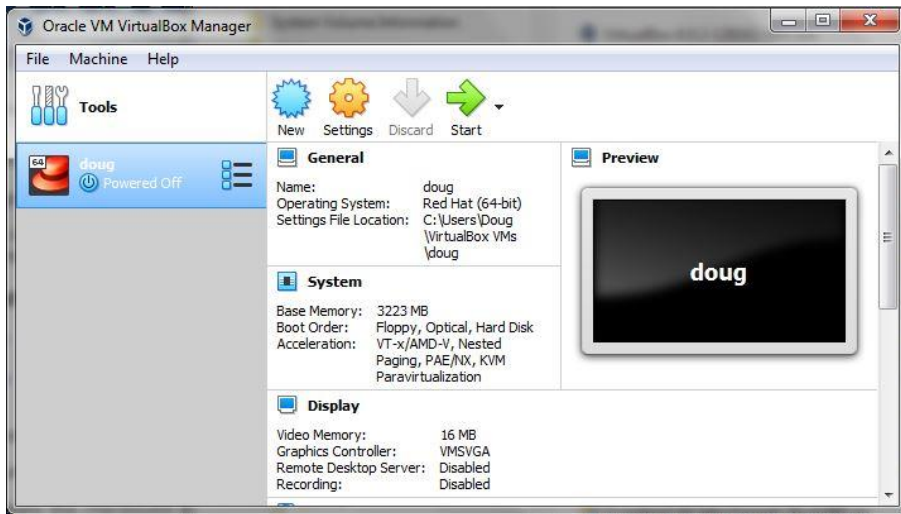 Oracle VM VirtualBox Manager
File Machine Help
Tools
New Settings Discard Start
64
doug
Powered Off
General
Name: doug
Operating System: Red Hat (64-bit)
Settings File Location: C:\Users\Doug
\VirtualBox VMs
\doug
Preview
doug
System
Base Memory: 3223 MB
Boot Order: Floppy, Optical, Hard Disk
Acceleration: VT-x/AMD-V, Nested
Paging, PAE/NX, KVM
Paravirtualization
Display
Video Memory: 16 MB
Graphics Controller: VMSVGA
Remote Desktop Server: Disabled
Recording: Disabled